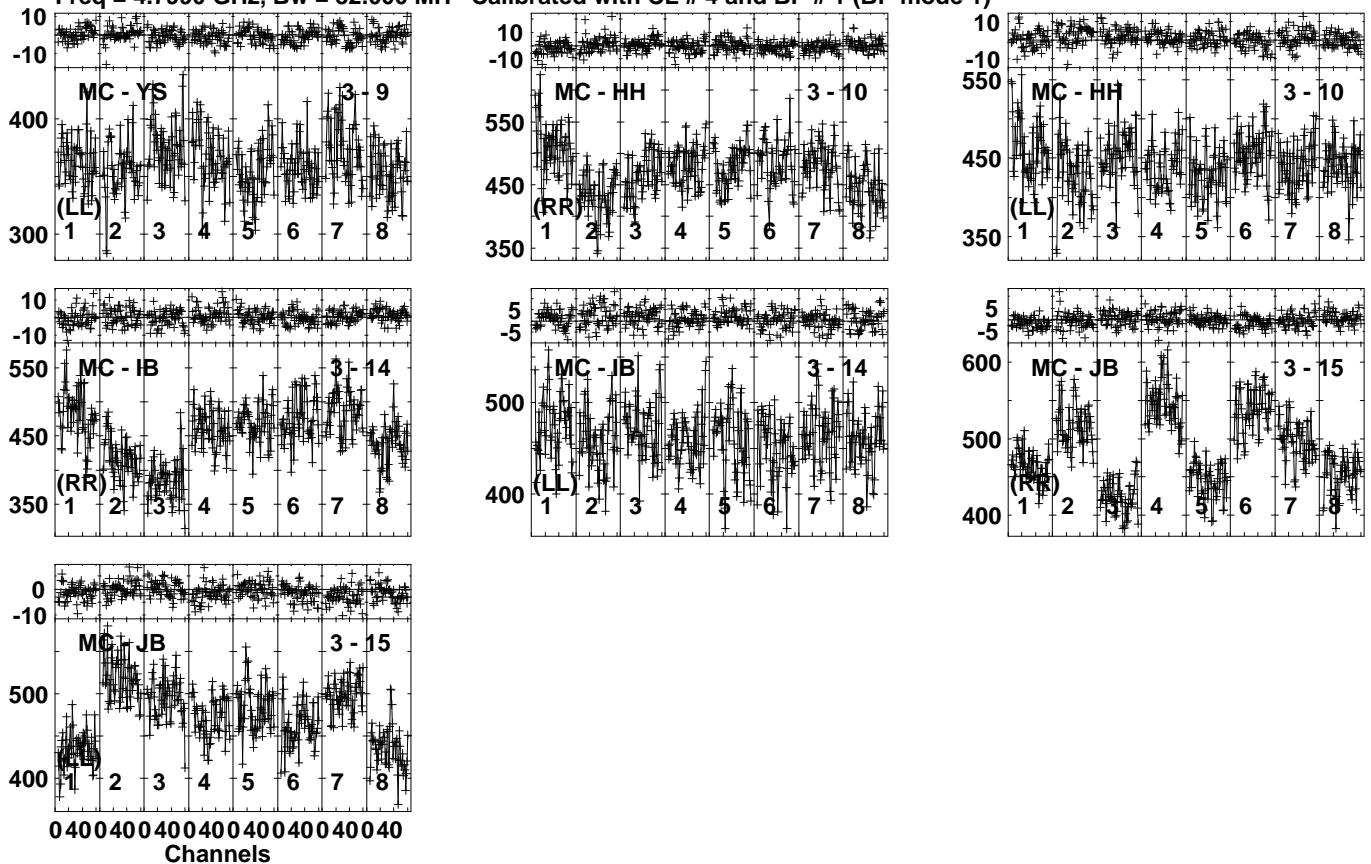 10
-10
MC - YS 3 - 9
400
300
(LL)
1 2 3 4 5 6 7 8
10
-10
MC - HH 3 - 10
550
450
350
(RR)
1 2 3 4 5 6 7 8
10
-10
MC - HH 3 - 10
550
450
350
(LL)
1 2 3 4 5 6 7 8
10
-10
MC - IB 3 - 14
550
450
350
(RR)
1 2 3 4 5 6 7 8
5
-5
MC - IB 3 - 14
500
400
(LL)
1 2 3 4 5 6 7 8
5
-5
MC - JB 3 - 15
600
500
400
(RR)
1 2 3 4 5 6 7 8
0
-10
MC - JB 3 - 15
500
400
(LL)
1 2 3 4 5 6 7 8
0 40 0 40 0 40 0 40 0 40 0 40 0 40 0 40
Channels